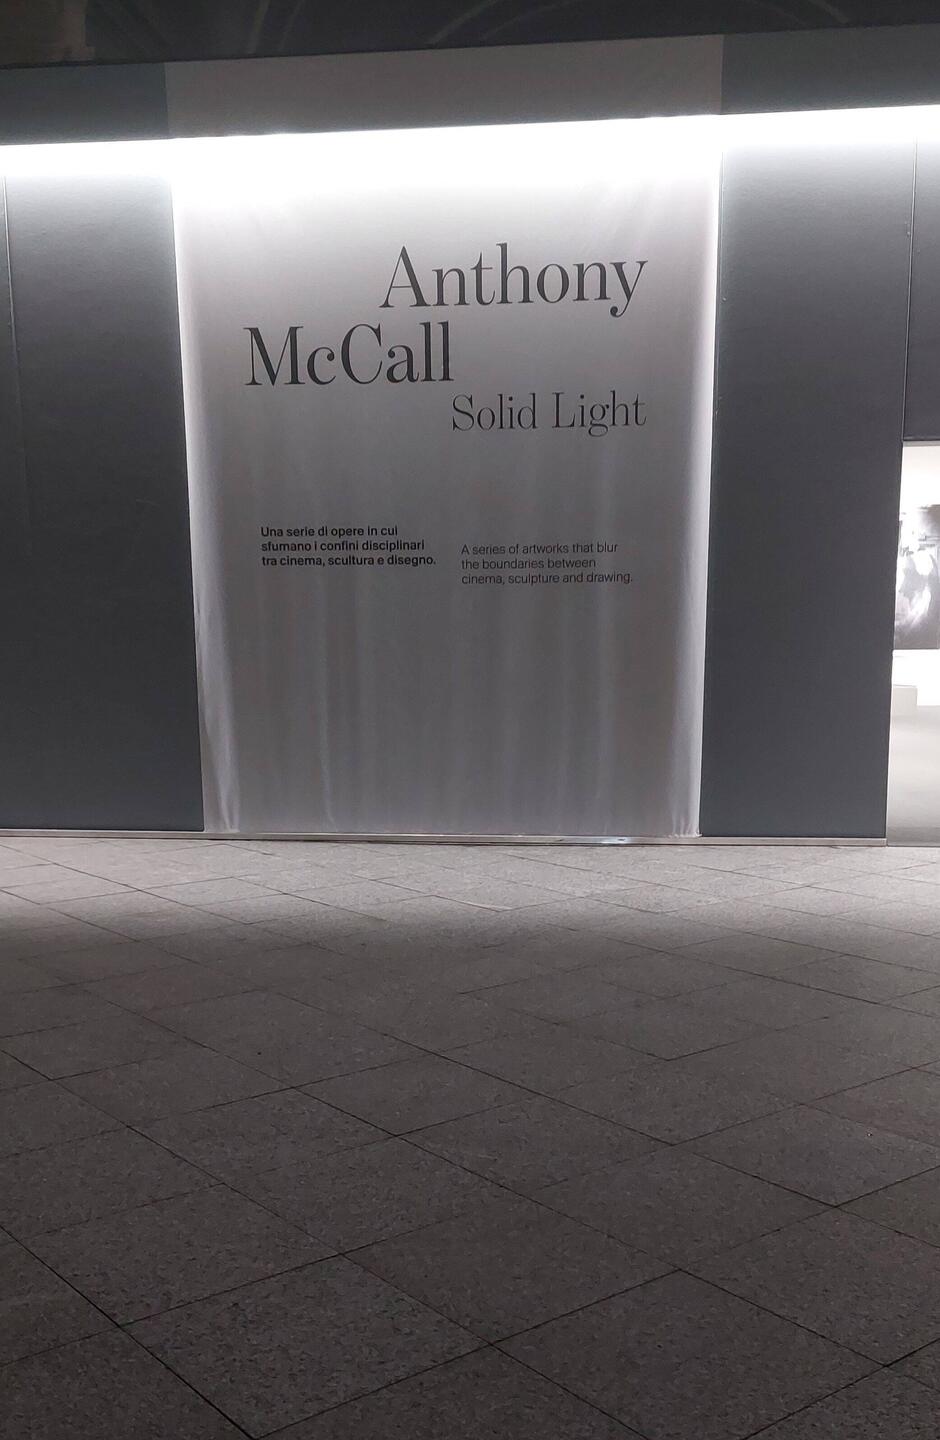 Anthony
McCall
Solid Light
Una serie di opere in cui
sfumano i confini disciplinari
tra cinema, scultura e disegno.
A series of artworks that blur
the boundaries between
cinema, sculpture and drawing.